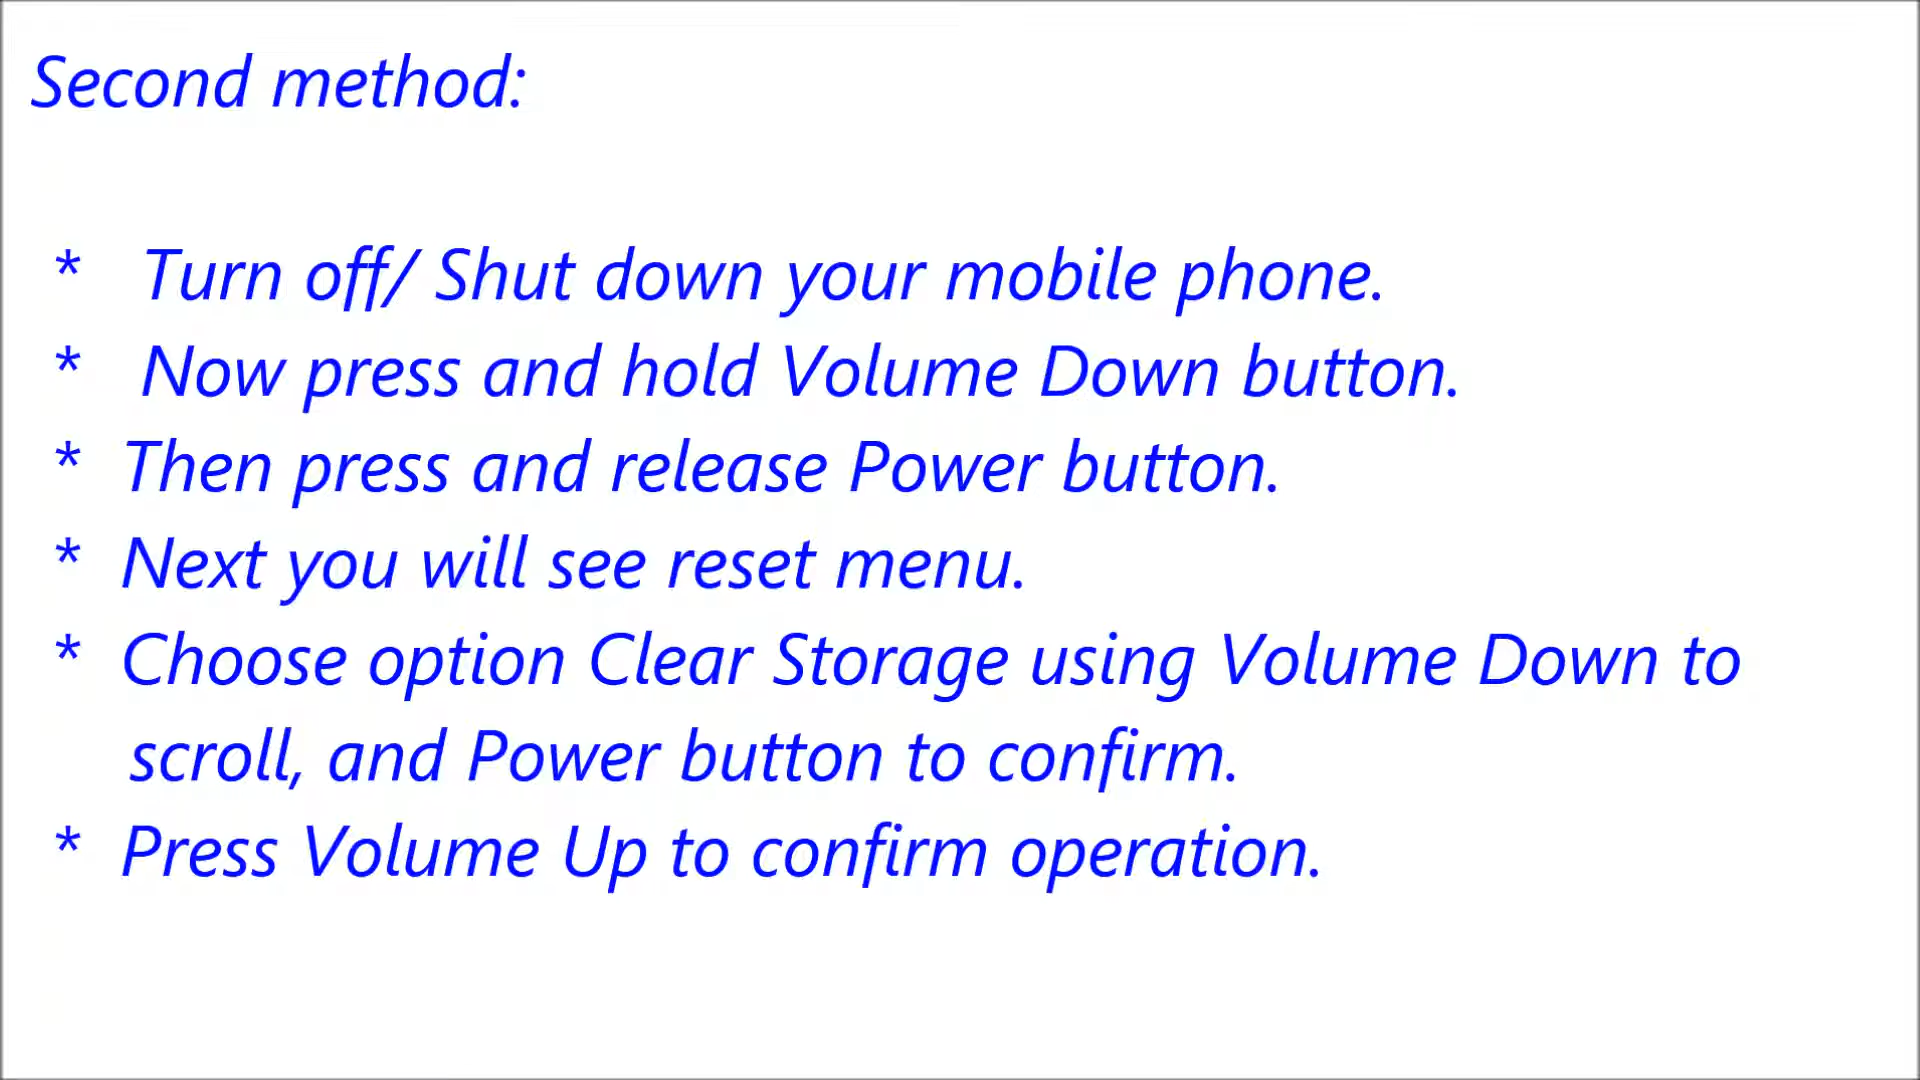 Second method:
* Turn off/ Shut down your mobile phone.
* Now press and hold Volume Down button.
* Then press and release Power button.
* Next you will see reset menu.
* Choose option Clear Storage using Volume Down to
scroll, and Power button to confirm.
* Press Volume Up to confirm operation.